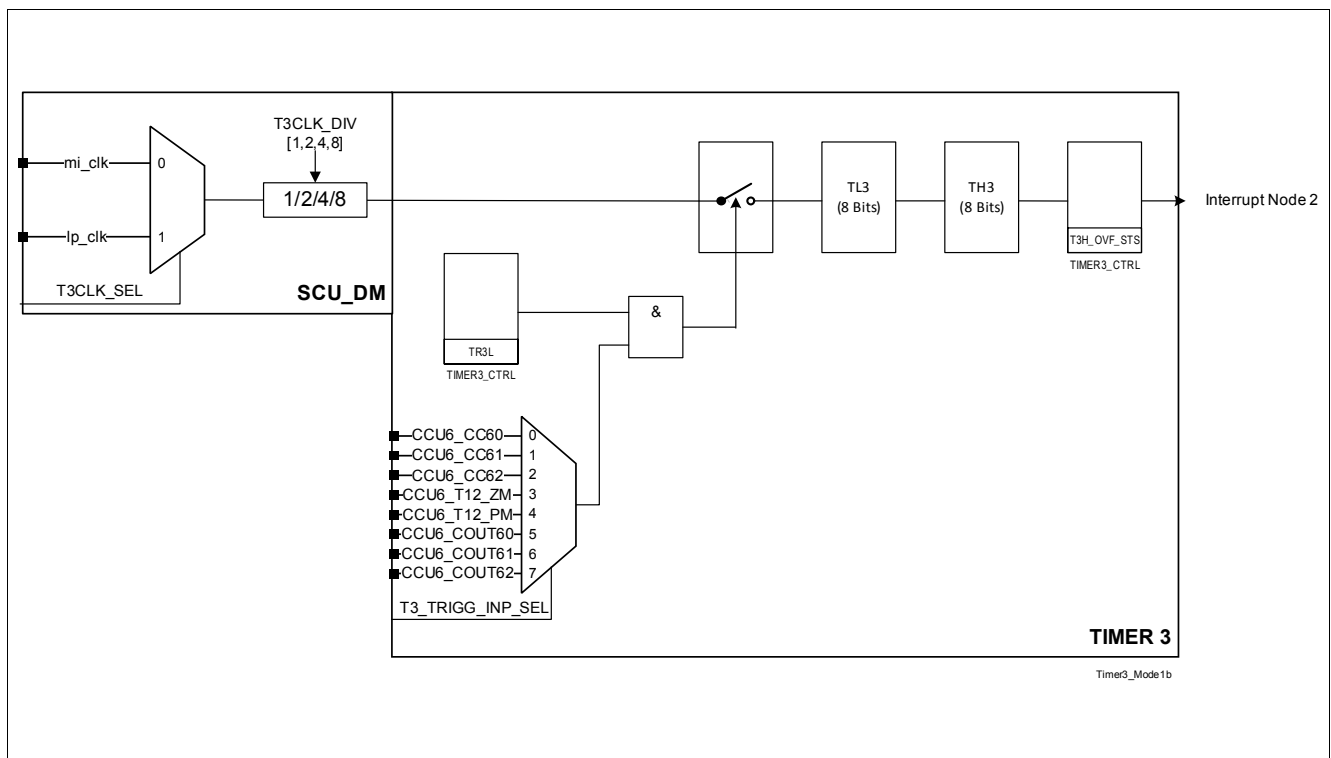 T3CLK_DIV
[1,2,4,8]
mi_clk
0
1/2/4/8
lp_clk
1
T3CLK_SEL
SCU_DM
TL3
(8 Bits)
TH3
(8 Bits)
T3H_OVF_STS
TIMER3_CTRL
Interrupt Node 2
&
TR3L
TIMER3_CTRL
CCU6_CC60 0
CCU6_CC61 1
CCU6_CC62 2
CCU6_T12_ZM 3
CCU6_T12_PM 4
CCU6_COUT60 5
CCU6_COUT61 6
CCU6_COUT62 7
T3_TRIGG_INP_SEL
TIMER 3
Timer3_Mode1b